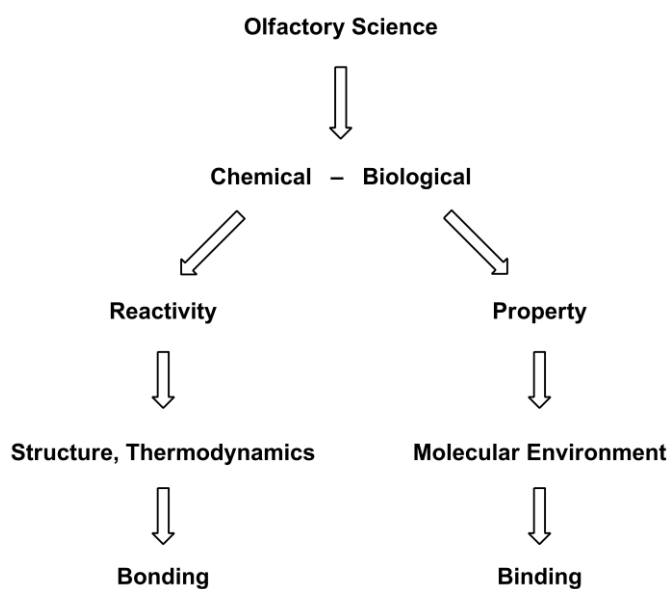 Olfactory Science
Chemical – Biological
Reactivity Property
Structure, Thermodynamics Molecular Environment
Bonding Binding